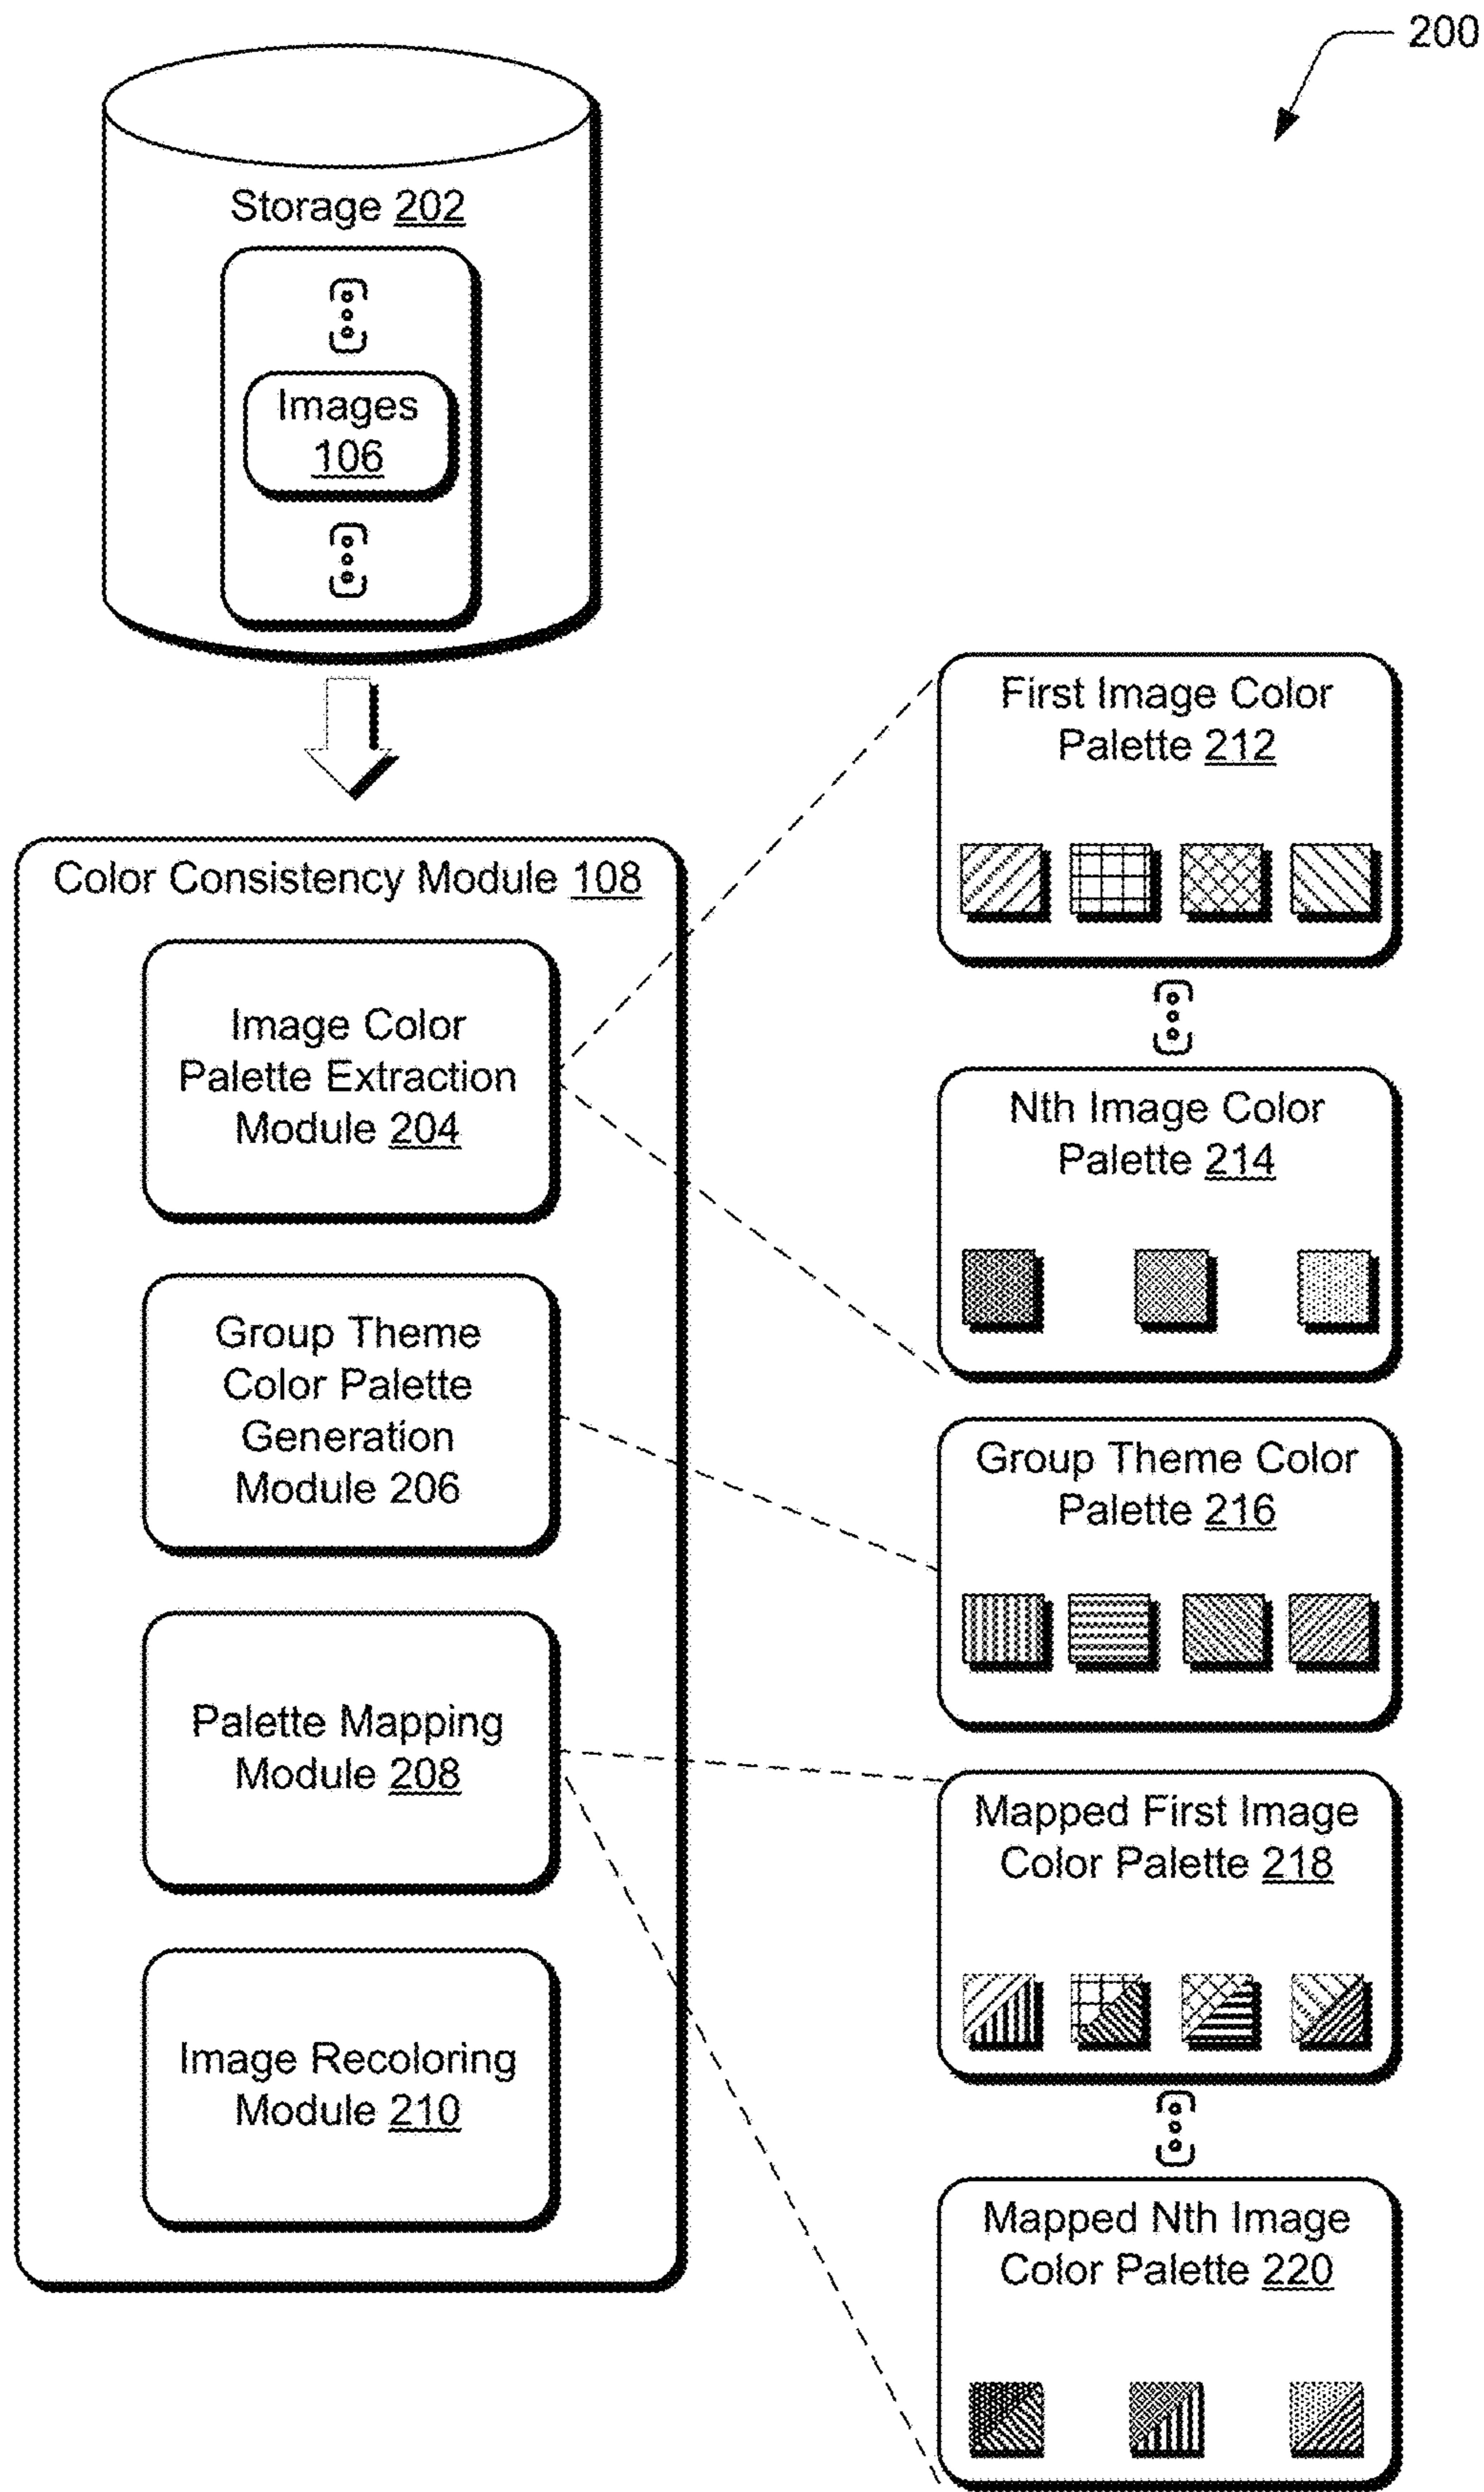 200
Storage 202
Images
106
Color Consistency Module 108
Image Color
Palette Extraction
Module 204
Group Theme
Color Palette
Generation
Module 206
Palette Mapping
Module 208
Image Recoloring
Module 210
First Image Color
Palette 212
Nth Image Color
Palette 214
Group Theme Color
Palette 216
Mapped First Image
Color Palette 218
Mapped Nth Image
Color Palette 220